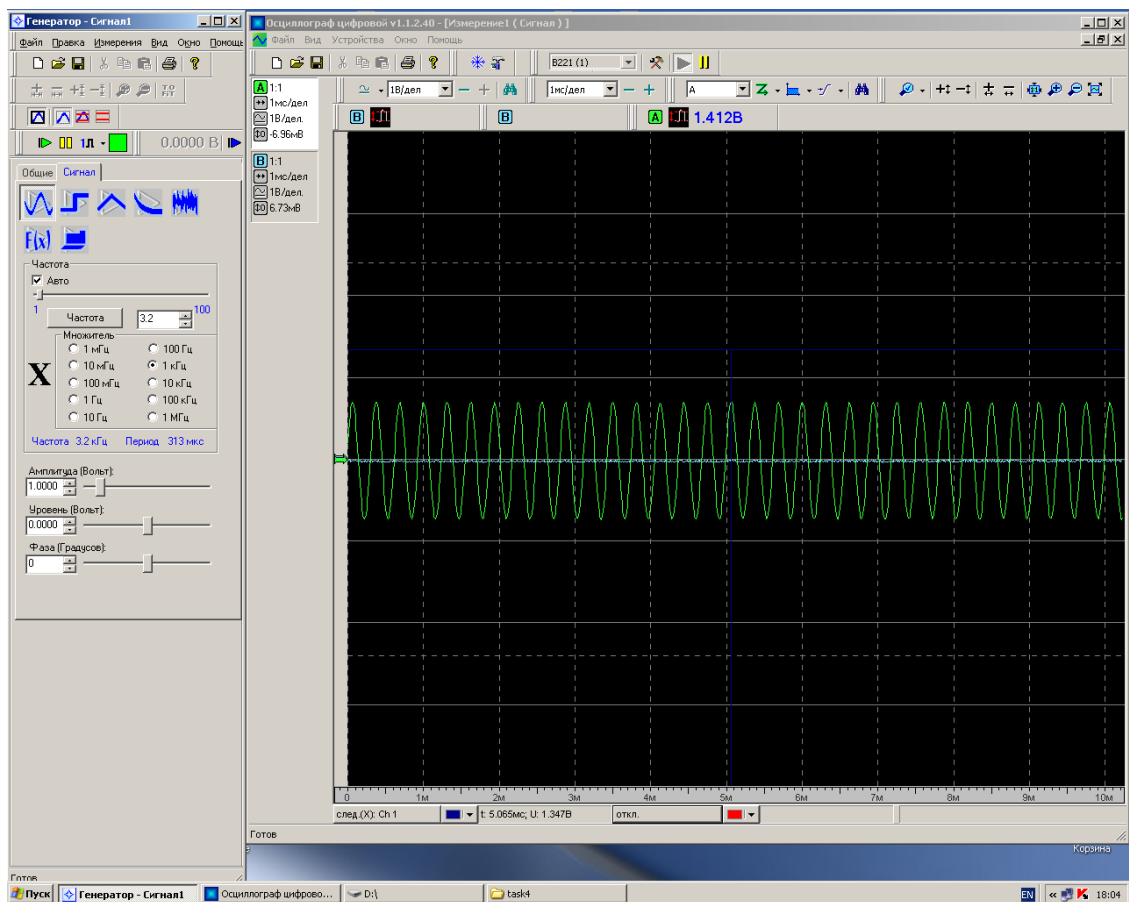 Генератор - Сигнал1
Файл Правка Измерения Вид Окно Помощь
TO
0.0000 В
Общие Сигнал
F(x)
Частота
Авто
1 100
Частота 3.2
Множитель
X
1 мГц 100 Гц
10 мГц 1 кГц
100 мГц 10 кГц
1 Гц 100 кГц
10 Гц 1 МГц
Частота 3.2 кГц Период 313 мкс
Амплитуда (Вольт):
1.0000
Уровень (Вольт):
0.0000
Фаза (Градусов):
0
Готов
Осциллограф цифровой v1.1.2.40 - [Измерение1 ( Сигнал ) ]
Файл Вид Устройства Окно Помощь
B221 (1)
1В/дел 1мс/дел A
A 1:1
1мс/дел
1В/дел.
-6.96мВ
B 1:1
1мс/дел
1В/дел.
6.73мВ
B B A 1.412В
0 1м 2м 3м 4м 5м 6м 7м 8м 9м 10м
след.(X): Ch 1 t: 5.065мс; U: 1.347В откл.
Готов
Корзина
Пуск Генератор - Сигнал1 Осциллограф цифрово... D:\ task4 EN « 18:04